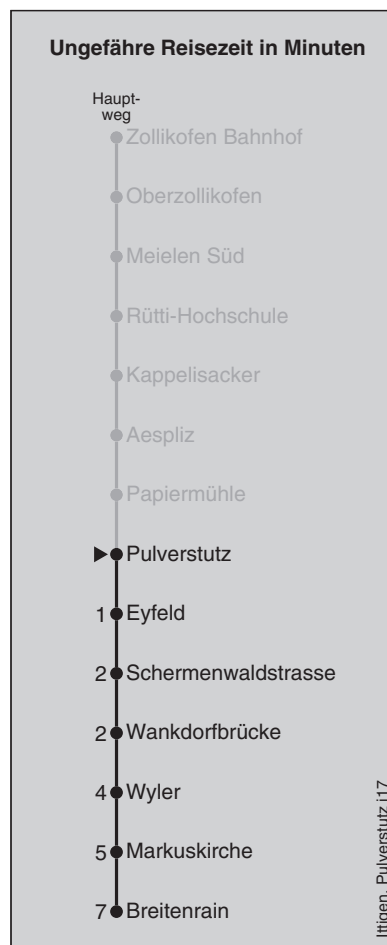 Ungefähre Reisezeit in Minuten
Haupt-
weg
Zollikofen Bahnhof
Oberzollikofen
Meielen Süd
Rütti-Hochschule
Kappelisacker
Aespliz
Papiermühle
Pulverstutz
1 Eyfeld
2 Schermenwaldstrasse
2 Wankdorfbrücke
4 Wyler
5 Markuskirche
7 Breitenrain
Ittigen, Pulverstutz j17